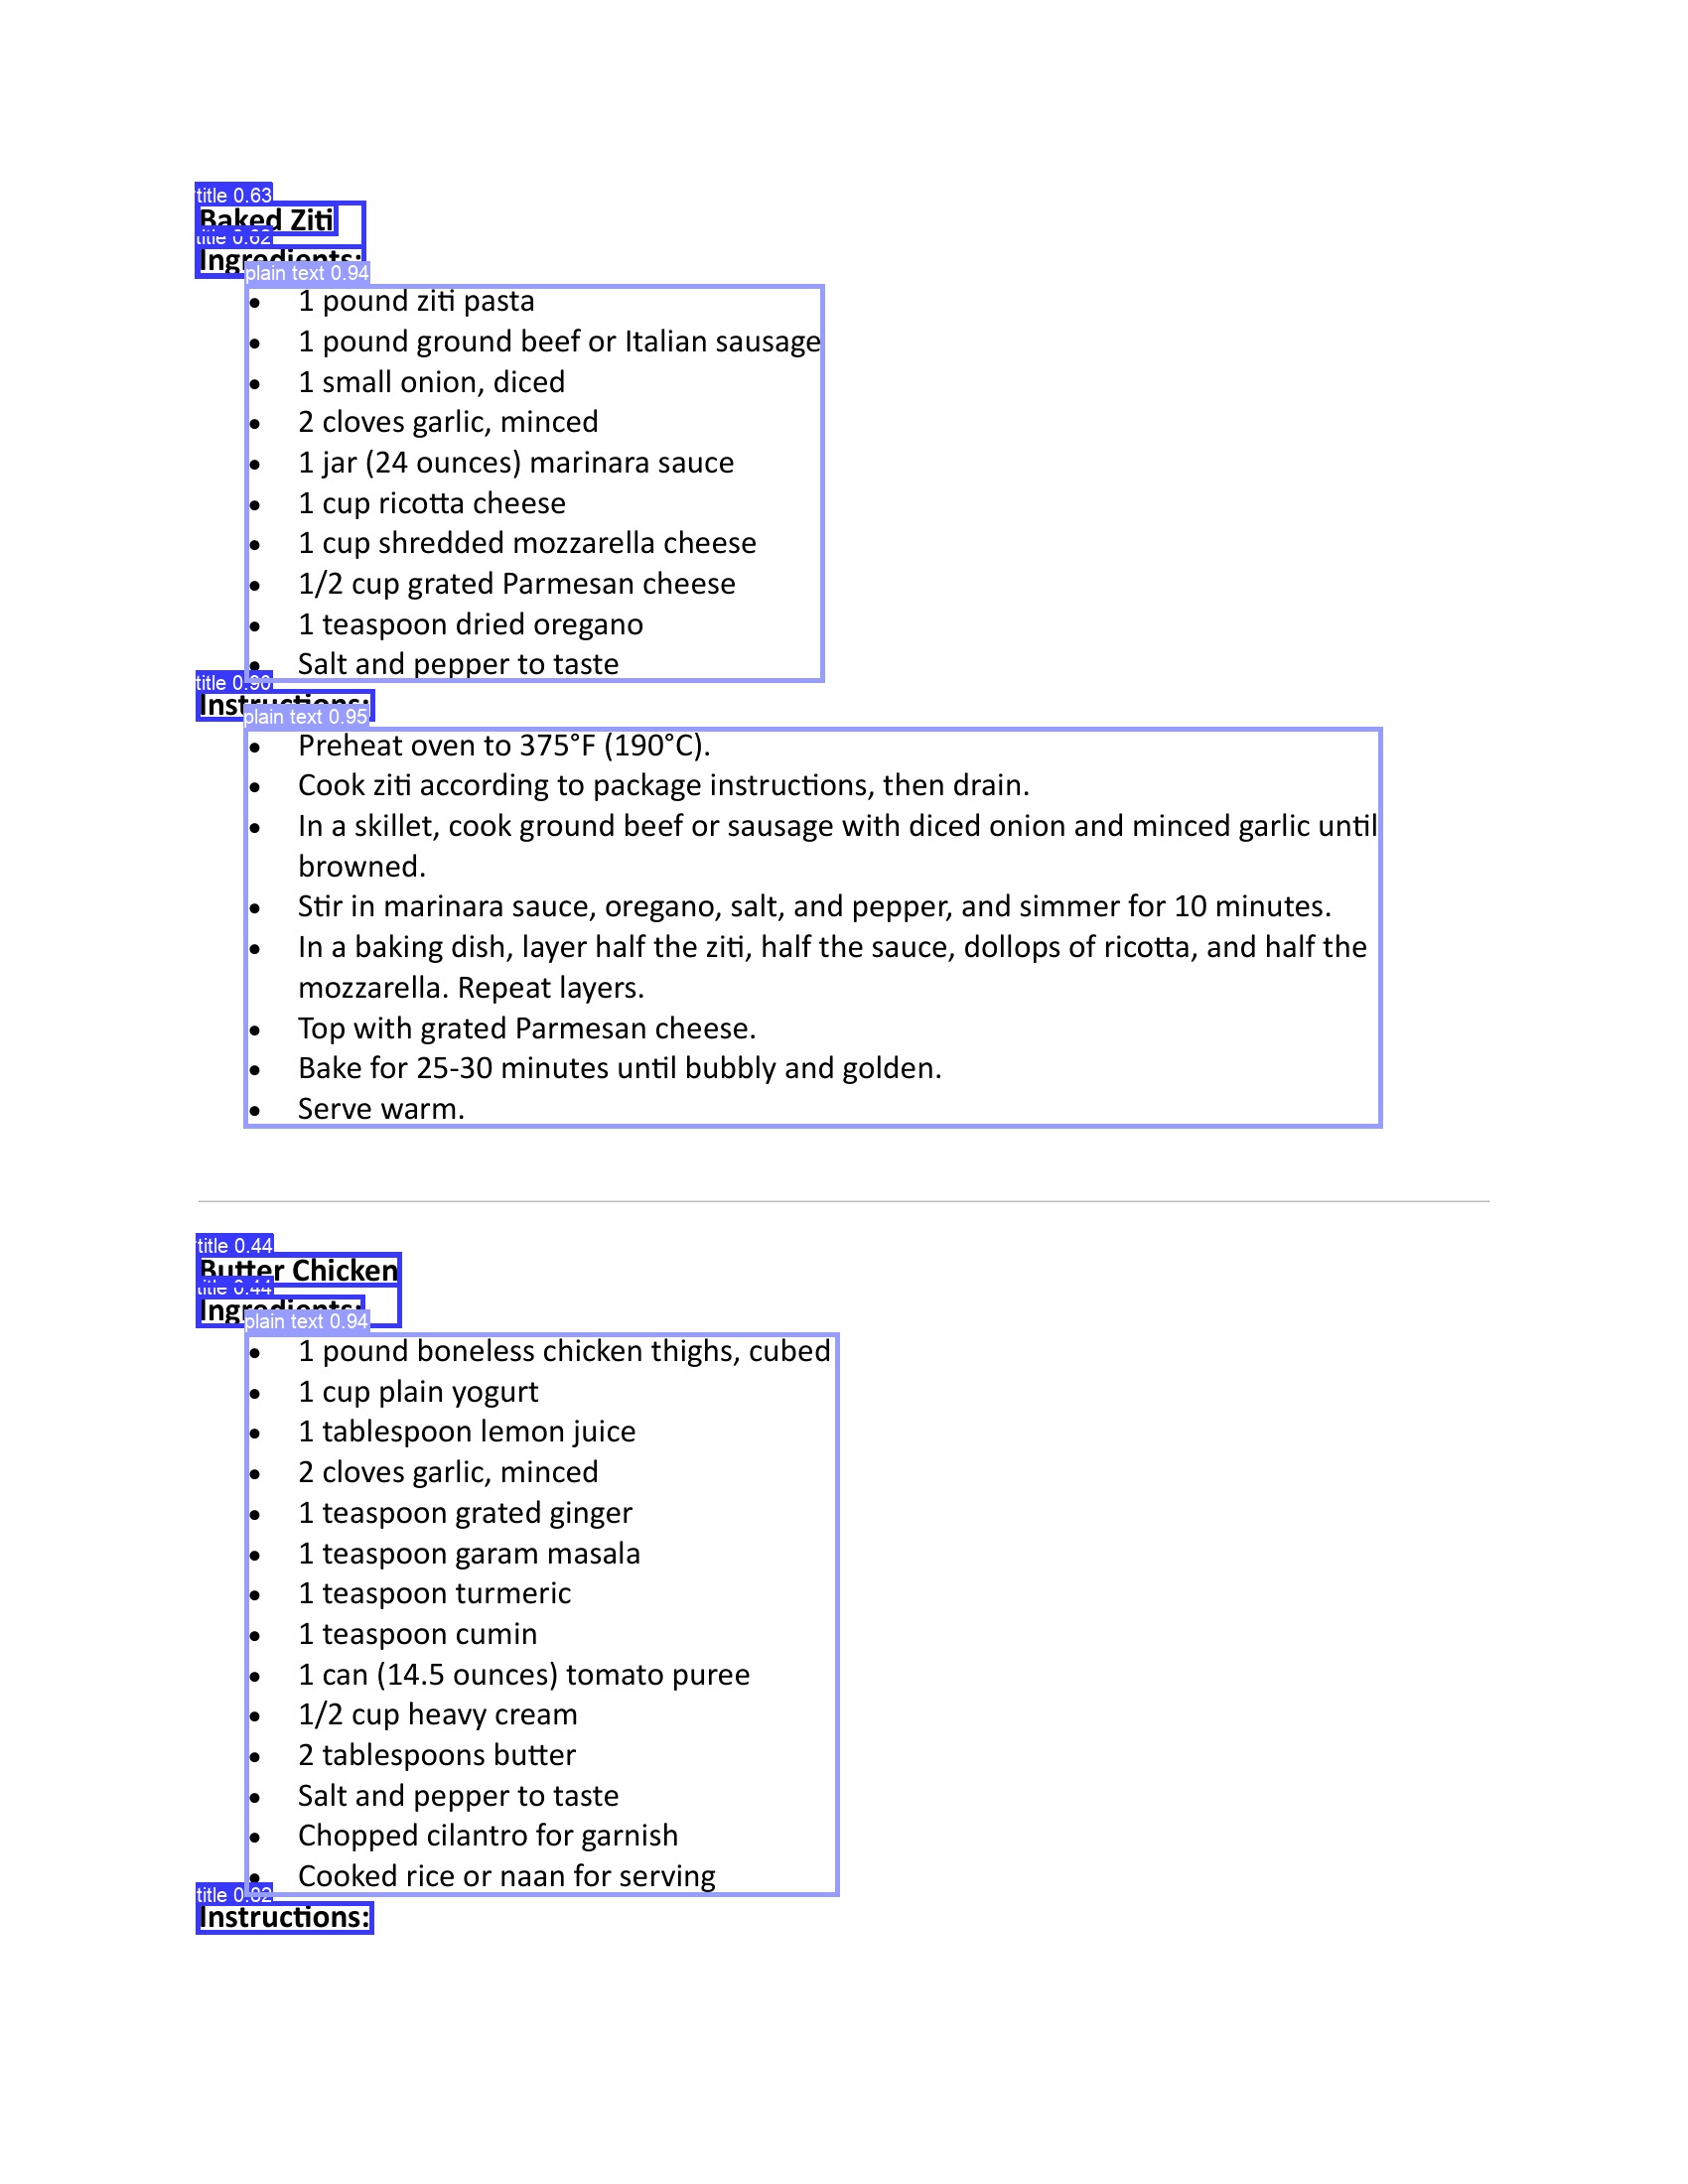 title 0.63
Baked Ziti
title 0.62
Ingredients:
plain text 0.94
• 1 pound ziti pasta
• 1 pound ground beef or Italian sausage
• 1 small onion, diced
• 2 cloves garlic, minced
• 1 jar (24 ounces) marinara sauce
• 1 cup ricotta cheese
• 1 cup shredded mozzarella cheese
• 1/2 cup grated Parmesan cheese
• 1 teaspoon dried oregano
• Salt and pepper to taste
title 0.90
Instructions:
plain text 0.95
• Preheat oven to 375°F (190°C).
• Cook ziti according to package instructions, then drain.
• In a skillet, cook ground beef or sausage with diced onion and minced garlic until
browned.
• Stir in marinara sauce, oregano, salt, and pepper, and simmer for 10 minutes.
• In a baking dish, layer half the ziti, half the sauce, dollops of ricotta, and half the
mozzarella. Repeat layers.
• Top with grated Parmesan cheese.
• Bake for 25-30 minutes until bubbly and golden.
• Serve warm.
title 0.44
Butter Chicken
title 0.44
Ingredients:
plain text 0.94
• 1 pound boneless chicken thighs, cubed
• 1 cup plain yogurt
• 1 tablespoon lemon juice
• 2 cloves garlic, minced
• 1 teaspoon grated ginger
• 1 teaspoon garam masala
• 1 teaspoon turmeric
• 1 teaspoon cumin
• 1 can (14.5 ounces) tomato puree
• 1/2 cup heavy cream
• 2 tablespoons butter
• Salt and pepper to taste
• Chopped cilantro for garnish
• Cooked rice or naan for serving
title 0.82
Instructions: